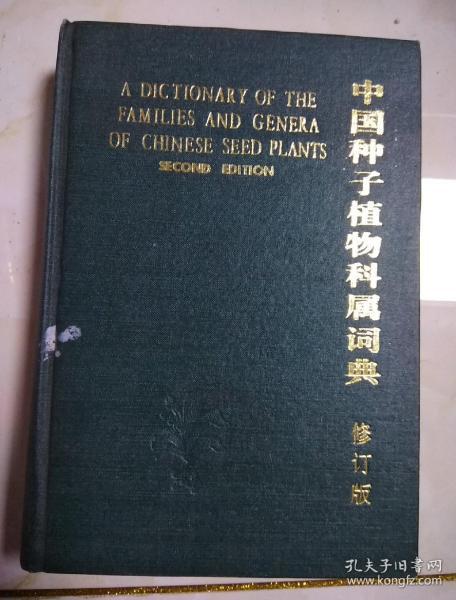 A DICTIONARY OF THE
FAMILIES AND GENERA
OF CHINESE SEED PLANTS
SECOND EDITION
中国种子植物科属词典
修订版
孔夫子旧书网
www.kongfz.com